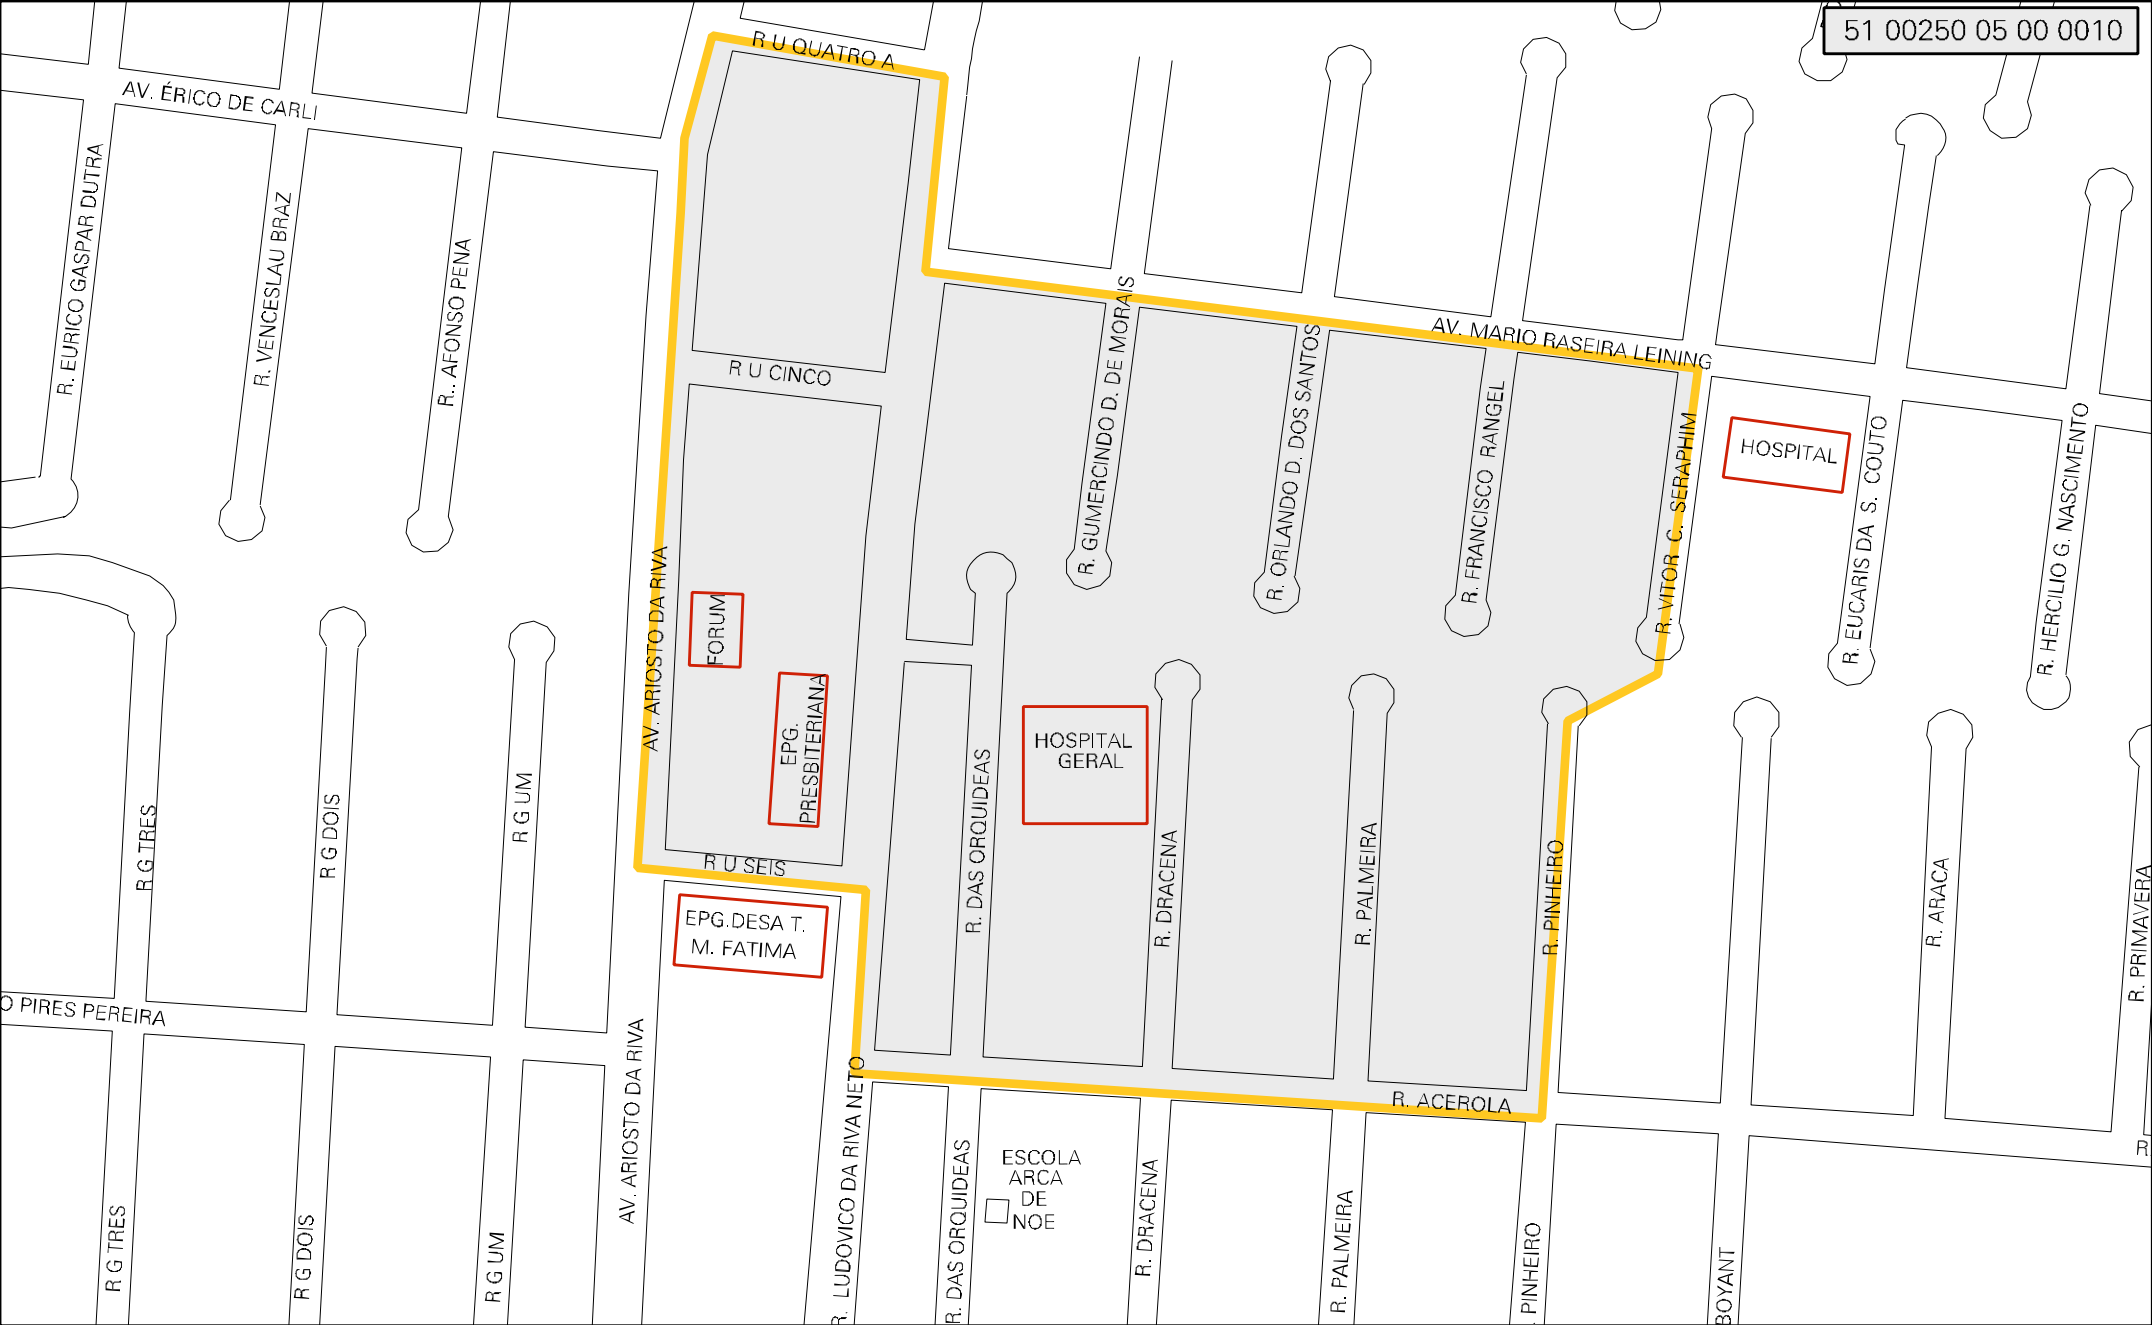 51 00250 05 00 0010
R U QUATRO A
AV. ÉRICO DE CARLI
R. EURICO GASPAR DUTRA
R. VENCESLAU BRAZ
R.. AFONSO PENA
R U CINCO
R. GUMERCINDO D. DE MORAIS
R. ORLANDO D. DOS SANTOS
AV. MARIO RASEIRA LEINING
R. FRANCISCO RANGEL
R. VITOR C. SERAPHIM
HOSPITAL
R. EUCARIS DA S. COUTO
R. HERCILIO G. NASCIMENTO
AV. ARIOSTO DA RIVA
FORUM
EPG.
PRESBITERIANA
HOSPITAL
GERAL
R G TRES
R G DOIS
R G UM
R. DAS ORQUIDEAS
R. DRACENA
R. PALMEIRA
R. PINHEIRO
R. ARACA
R. PRIMAVERA
R U SEIS
EPG.DESA T.
M. FATIMA
O PIRES PEREIRA
AV. ARIOSTO DA RIVA
R. LUDOVICO DA RIVA NETO
R. ACEROLA
ESCOLA
ARCA
DE
NOE
R G TRES
R G DOIS
R G UM
R. DAS ORQUIDEAS
R. DRACENA
R. PALMEIRA
. PINHEIRO
BOYANT
R.